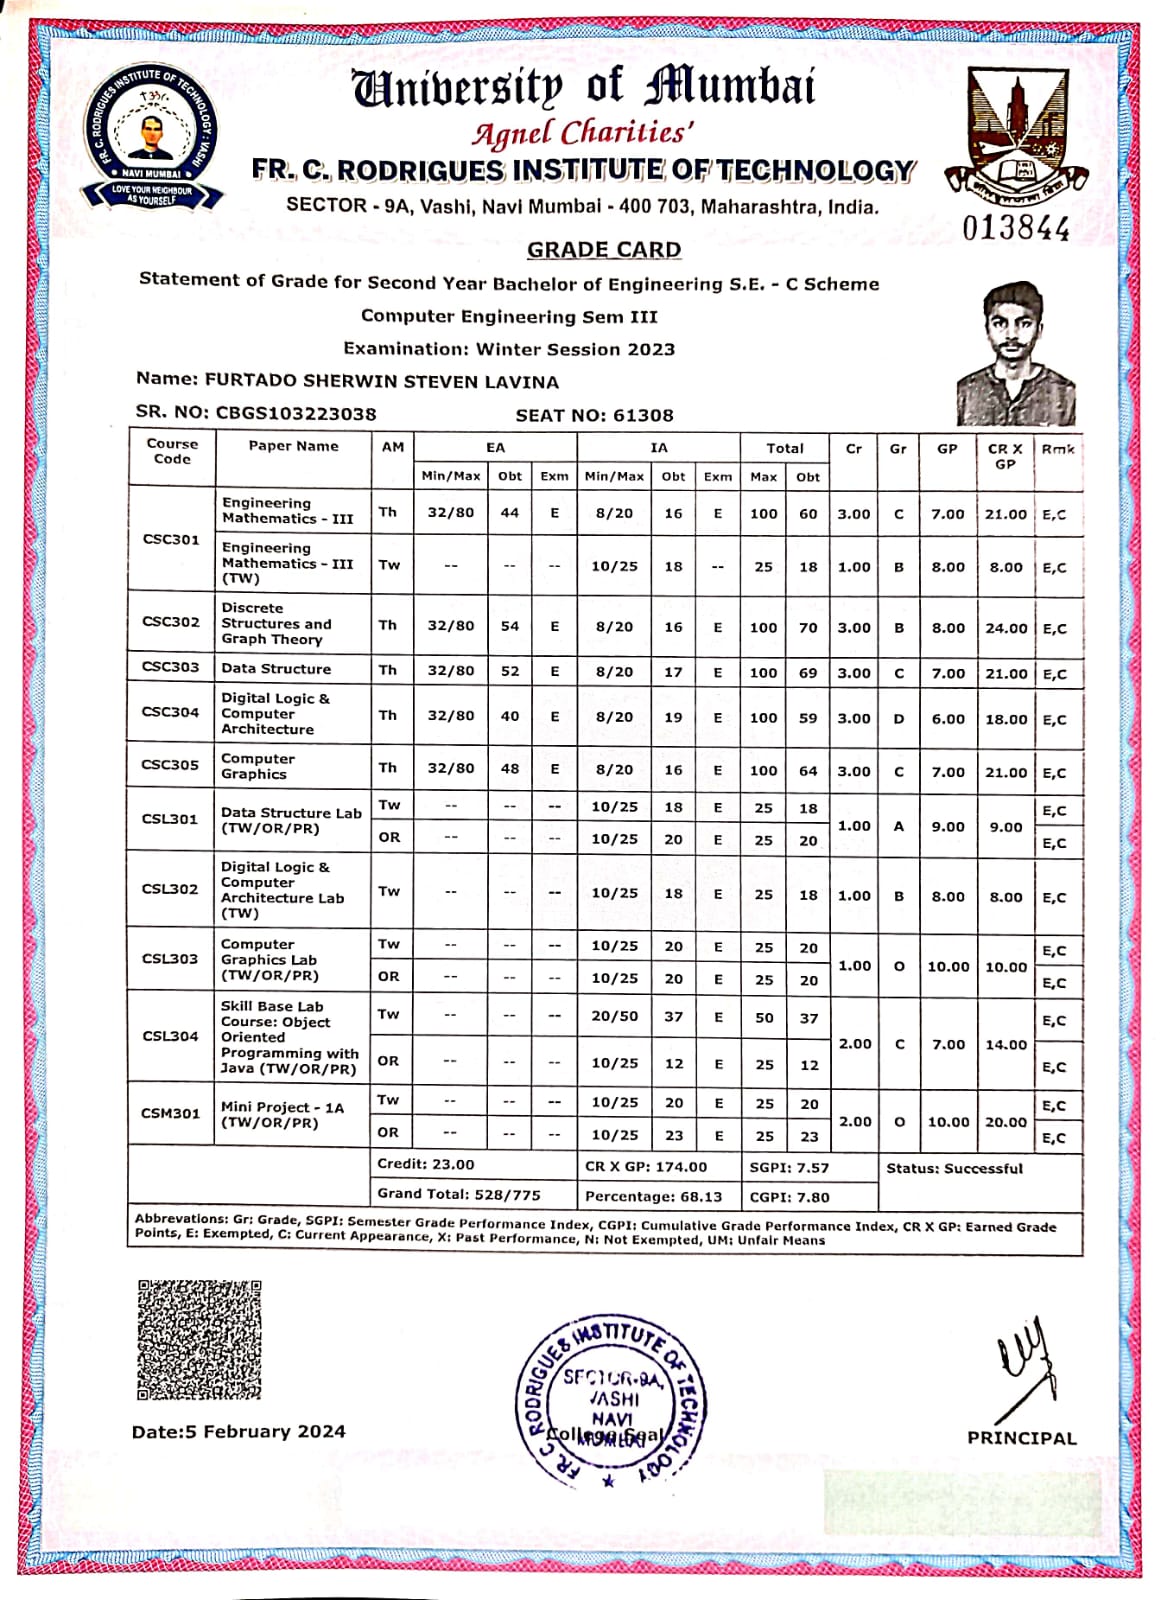 FR. C. RODRIGUES INSTITUTE OF TECHNOLOGY : VASHI
NAVI MUMBAI
LOVE YOUR NEIGHBOUR
AS YOURSELF
University of Mumbai
Agnel Charities'
FR. C. RODRIGUES INSTITUTE OF TECHNOLOGY
SECTOR - 9A, Vashi, Navi Mumbai - 400 703, Maharashtra, India.
013844
GRADE CARD
Statement of Grade for Second Year Bachelor of Engineering S.E. - C Scheme
Computer Engineering Sem III
Examination: Winter Session 2023
Name: FURTADO SHERWIN STEVEN LAVINA
SR. NO: CBGS103223038 SEAT NO: 61308
Course Code Paper Name AM EA IA Total Cr Gr GP CR X GP Rmk
Min/Max Obt Exm Min/Max Obt Exm Max Obt
CSC301 Engineering Mathematics - III Th 32/80 44 E 8/20 16 E 100 60 3.00 C 7.00 21.00 E,C
Engineering Mathematics - III (TW) Tw -- -- -- 10/25 18 -- 25 18 1.00 B 8.00 8.00 E,C
CSC302 Discrete Structures and Graph Theory Th 32/80 54 E 8/20 16 E 100 70 3.00 B 8.00 24.00 E,C
CSC303 Data Structure Th 32/80 52 E 8/20 17 E 100 69 3.00 C 7.00 21.00 E,C
CSC304 Digital Logic & Computer Architecture Th 32/80 40 E 8/20 19 E 100 59 3.00 D 6.00 18.00 E,C
CSC305 Computer Graphics Th 32/80 48 E 8/20 16 E 100 64 3.00 C 7.00 21.00 E,C
CSL301 Data Structure Lab (TW/OR/PR) Tw -- -- -- 10/25 18 E 25 18 1.00 A 9.00 9.00 E,C
OR -- -- -- 10/25 20 E 25 20 E,C
CSL302 Digital Logic & Computer Architecture Lab (TW) Tw -- -- -- 10/25 18 E 25 18 1.00 B 8.00 8.00 E,C
CSL303 Computer Graphics Lab (TW/OR/PR) Tw -- -- -- 10/25 20 E 25 20 1.00 O 10.00 10.00 E,C
OR -- -- -- 10/25 20 E 25 20 E,C
CSL304 Skill Base Lab Course: Object Oriented Programming with Java (TW/OR/PR) Tw -- -- -- 20/50 37 E 50 37 2.00 C 7.00 14.00 E,C
OR -- -- -- 10/25 12 E 25 12 E,C
CSM301 Mini Project - 1A (TW/OR/PR) Tw -- -- -- 10/25 20 E 25 20 2.00 O 10.00 20.00 E,C
OR -- -- -- 10/25 23 E 25 23 E,C
Credit: 23.00 CR X GP: 174.00 SGPI: 7.57 Status: Successful
Grand Total: 528/775 Percentage: 68.13 CGPI: 7.80
Abbrevations: Gr: Grade, SGPI: Semester Grade Performance Index, CGPI: Cumulative Grade Performance Index, CR X GP: Earned Grade
Points, E: Exempted, C: Current Appearance, X: Past Performance, N: Not Exempted, UM: Unfair Means
FR. C. RODRIGUES INSTITUTE OF TECHNOLOGY
SECTOR-9A,
VASHI
NAVI
MUMBAI
College Seal
Date:5 February 2024
PRINCIPAL